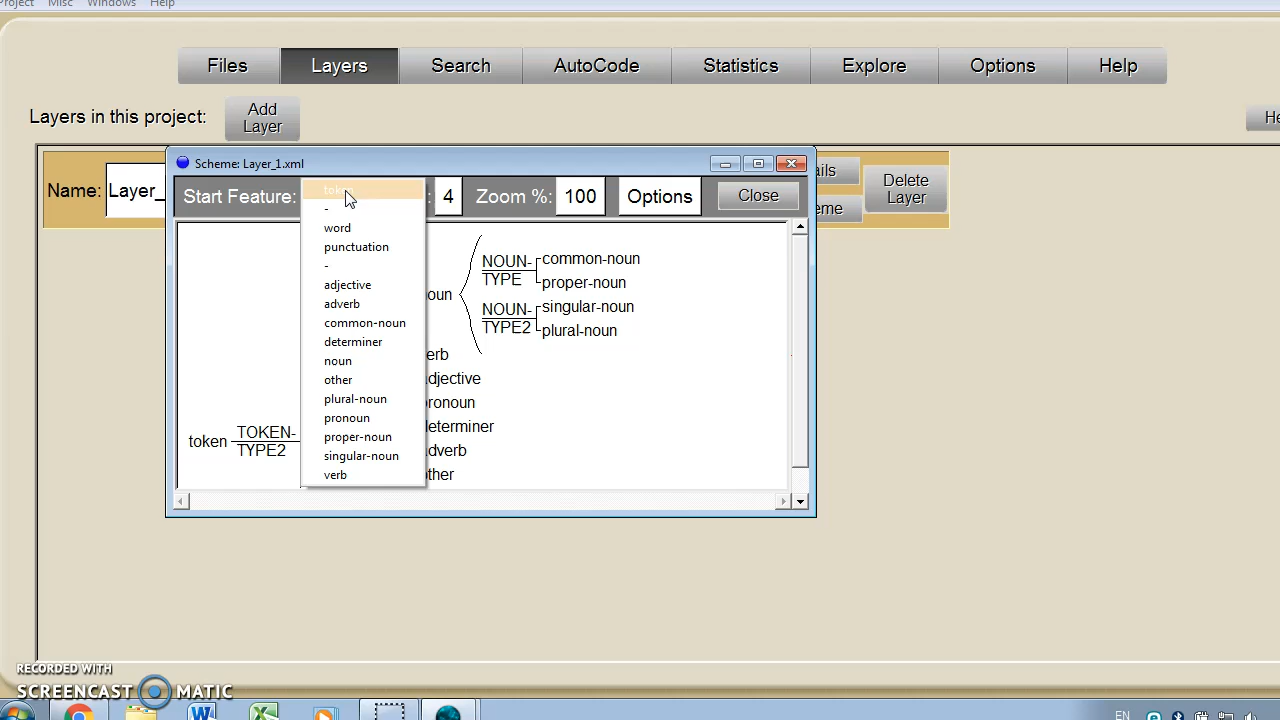 Project Misc Windows Help
Files Layers Search AutoCode Statistics Explore Options Help
Layers in this project:
Add
Layer
Scheme: Layer_1.xml
Name: Layer_
Delete
Layer
Start Feature:
: 4 Zoom %: 100 Options Close
token
-
word
punctuation
-
adjective
adverb
common-noun
determiner
noun
other
plural-noun
pronoun
proper-noun
singular-noun
verb
NOUN-
TYPE
common-noun
proper-noun
NOUN-
TYPE2
singular-noun
plural-noun
oun
erb
djective
ronoun
eterminer
dverb
ther
token
TOKEN-
TYPE2
RECORDED WITH
SCREENCAST MATIC
EN